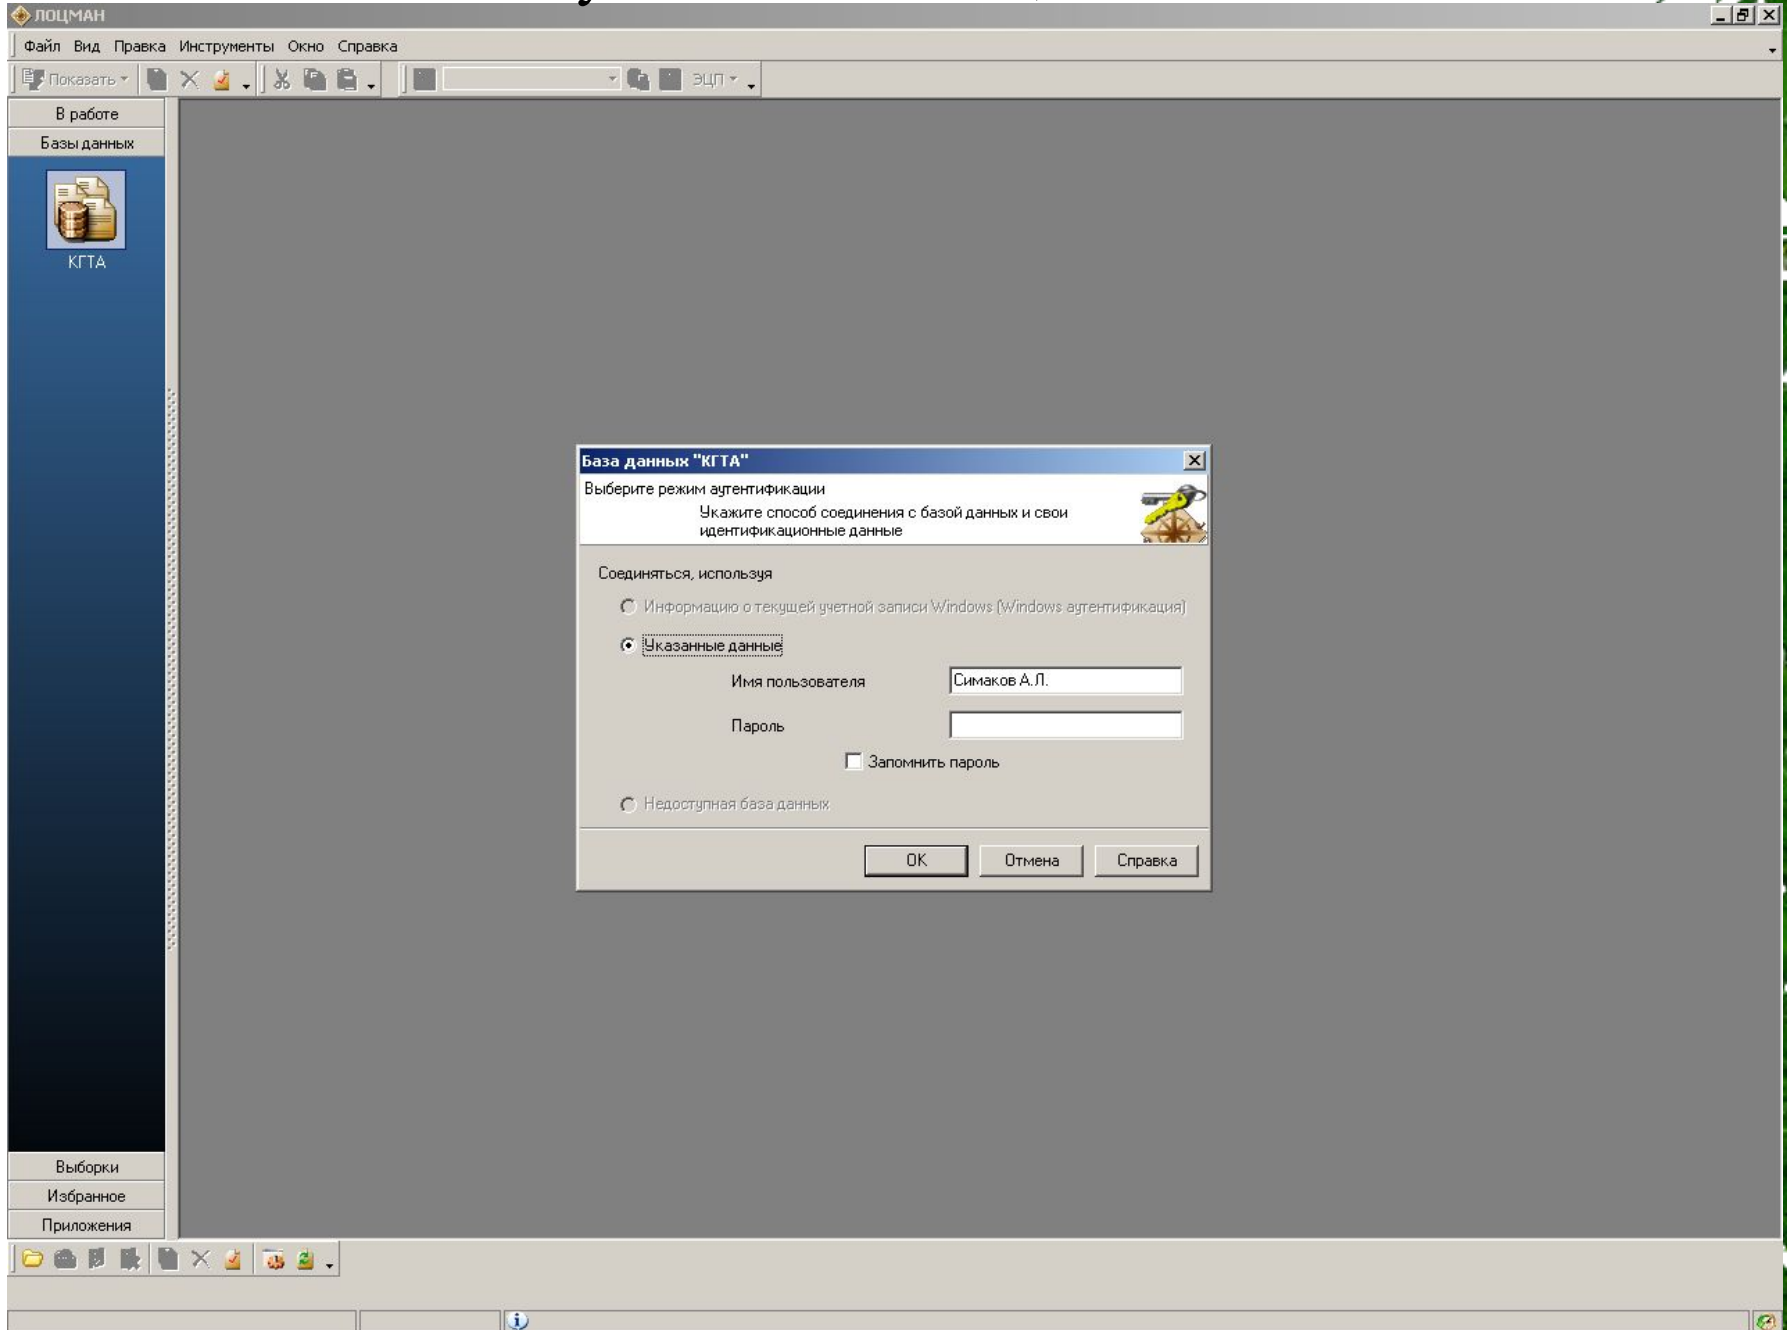 ЛОЦМАН
Файл Вид Правка Инструменты Окно Справка
Показать ЭЦП
В работе
Базы данных
КГТА
База данных "КГТА"
Выберите режим аутентификации
Укажите способ соединения с базой данных и свои
идентификационные данные
Соединяться, используя
Информацию о текущей учетной записи Windows (Windows аутентификация)
Указанные данные
Имя пользователя Симаков А.Л.
Пароль
Запомнить пароль
Недоступная база данных
OK Отмена Справка
Выборки
Избранное
Приложения